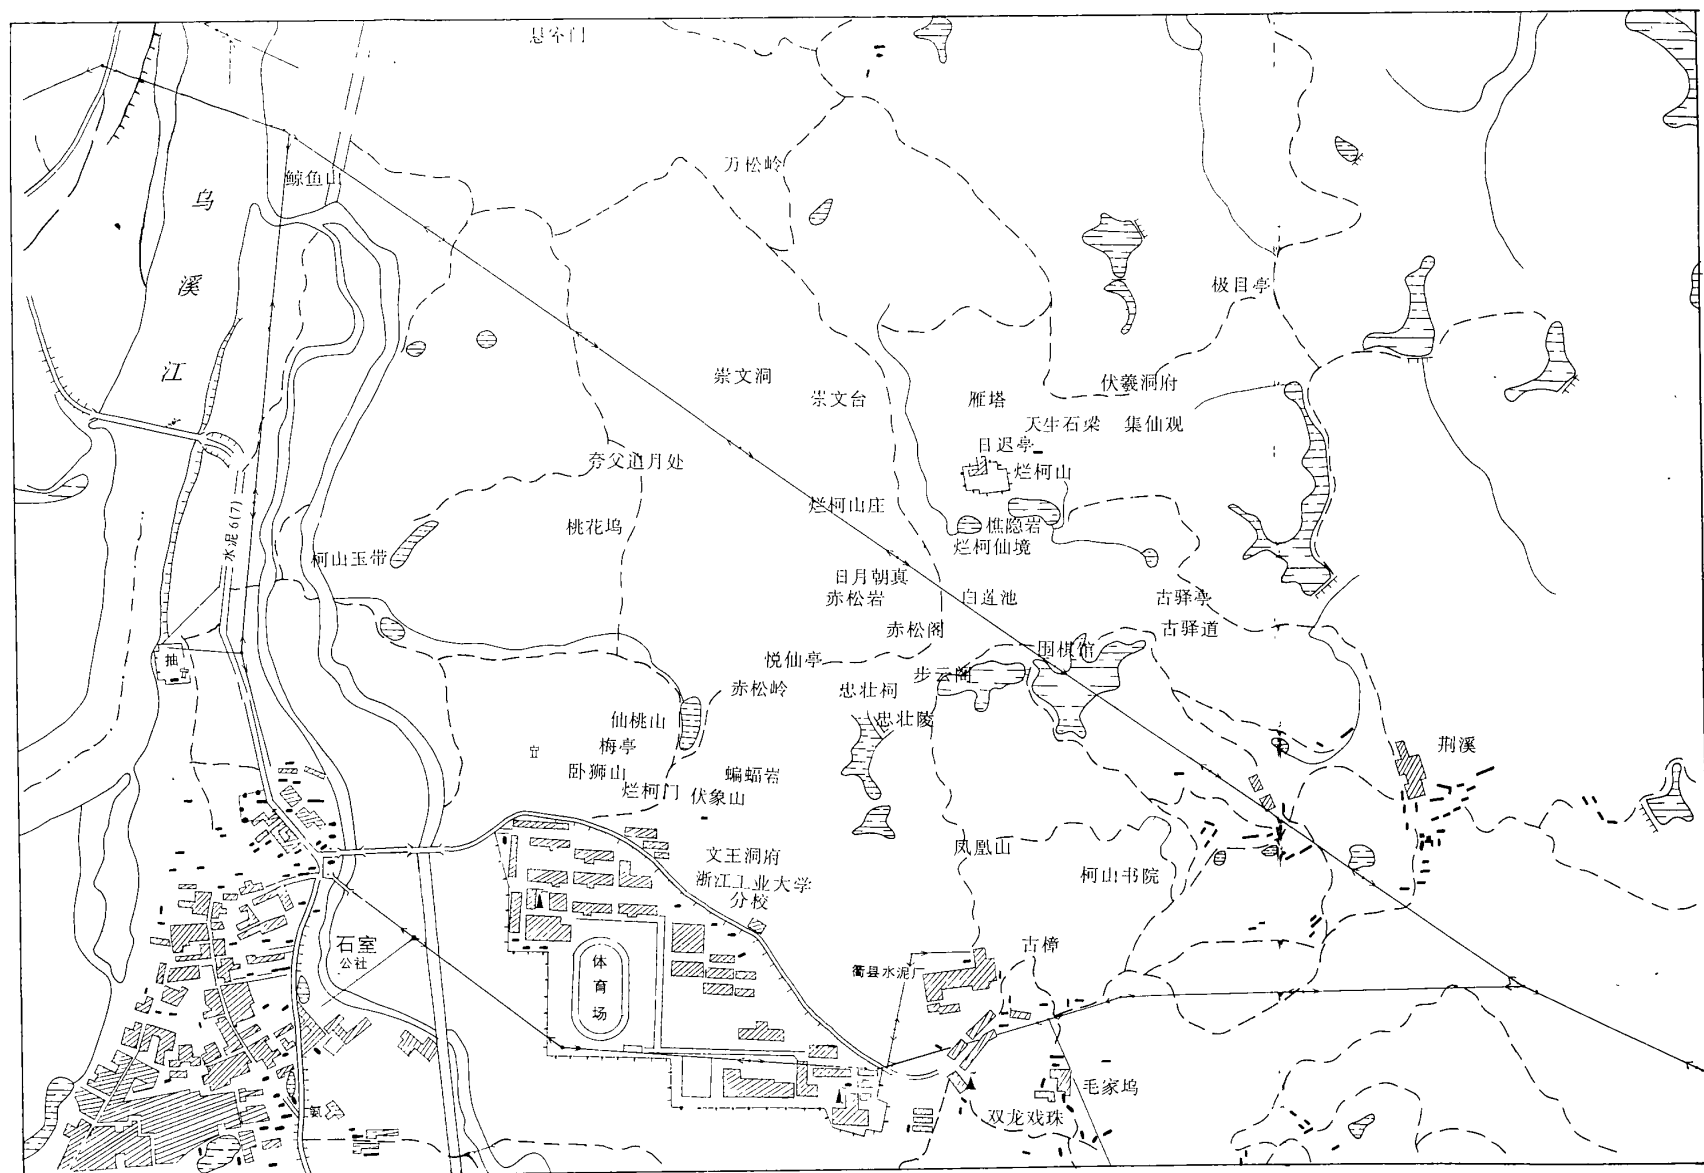 悬空门
万松岭
鲸鱼山
乌溪江
极目亭
崇文洞
伏羲洞府
崇文台
雁塔
天生石梁
集仙观
日迟亭
夸父追月处
烂柯山
烂柯山庄
水泥6(7)
桃花坞
樵隐岩
烂柯仙境
柯山玉带
日月朝真
赤松岩
白莲池
古驿亭
赤松阁
古驿道
围棋馆
抽
悦仙亭
步云阁
赤松岭
忠壮祠
仙桃山
忠壮陵
梅亭
荆溪
卧狮山
蝙蝠岩
烂柯门
伏象山
凤凰山
文王洞府
柯山书院
浙江工业大学
分校
石室
公社
古樟
体育场
衢县水泥厂
毛家坞
氨
双龙戏珠